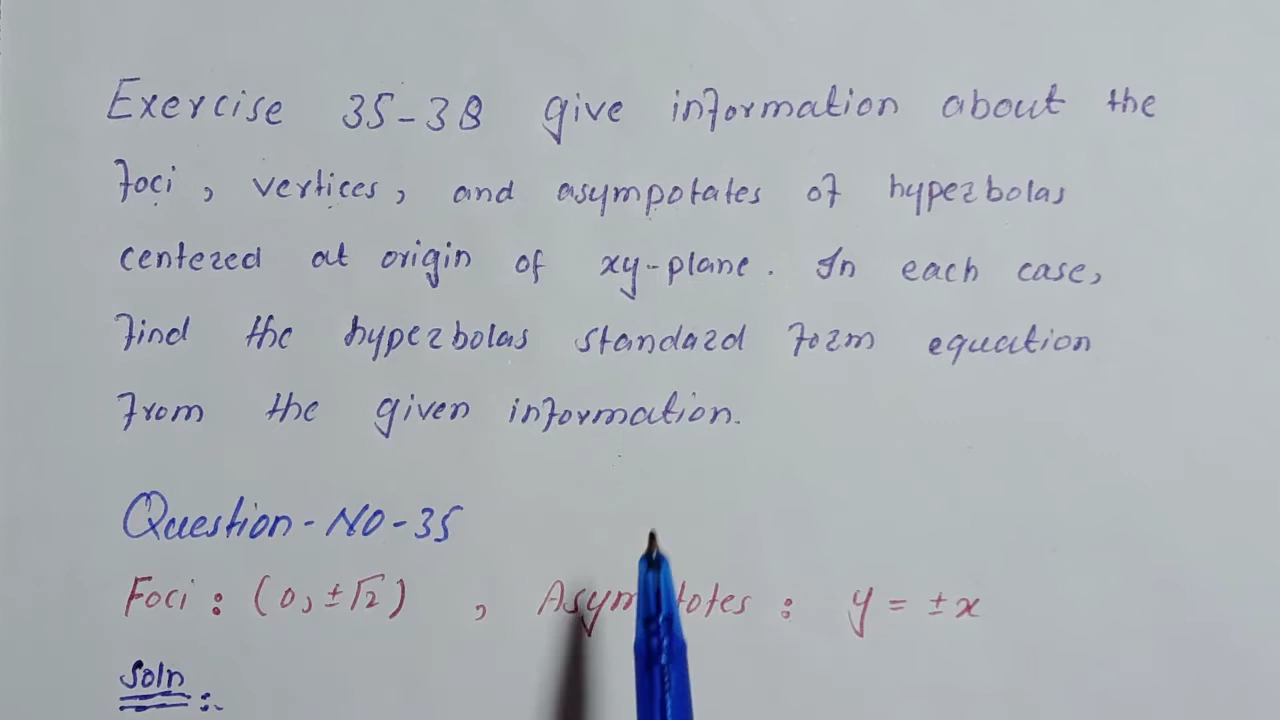 Exercise 35-38 give information about the
foci, vertices, and asympotates of hyperbolas
centered at origin of xy-plane. In each case,
find the hyperbolas standard form equation
from the given information.
Question-NO-35
Foci : (0, ±√2) , : y = ±x
Soln :-